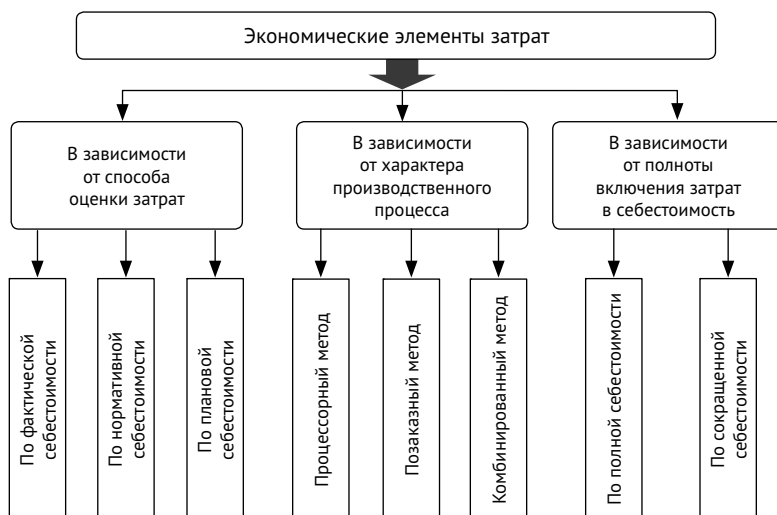 Экономические элементы затрат
В зависимости
от способа
оценки затрат
В зависимости
от характера
производственного
процесса
В зависимости
от полноты
включения затрат
в себестоимость
По фактической
себестоимости
По нормативной
себестоимости
По плановой
себестоимости
Процессорный метод
Позаказный метод
Комбинированный метод
По полной себестоимости
По сокращенной
себестоимости